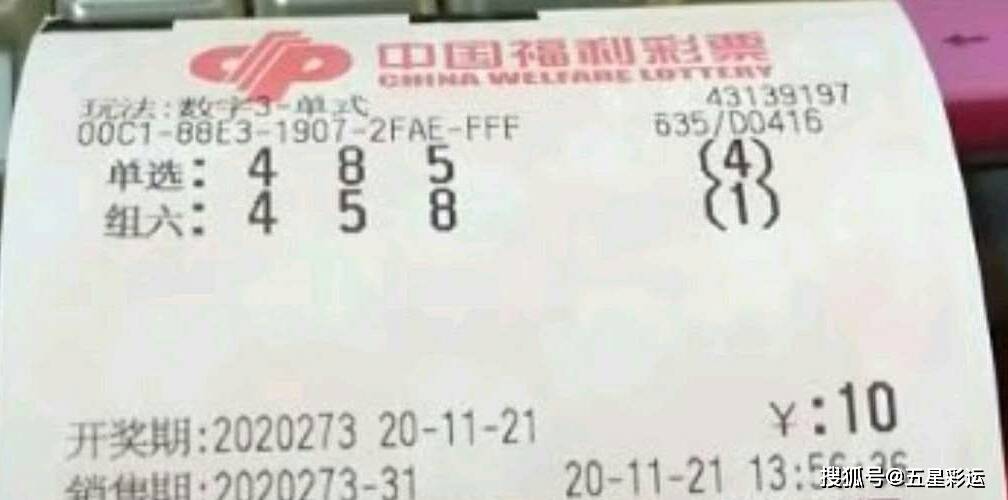 中国福利彩票
CHINA WELFARE LOTTERY
玩法:数字3-单式 43139197
00C1-88E3-1907-2FAE-FFF 635/D0416
单选: 4 8 5 (4)
组六: 4 5 8 (1)
开奖期:2020273 20-11-21 ¥:10
销售期:2020273-31 20-11-21 13:56:36
搜狐号@五星彩运